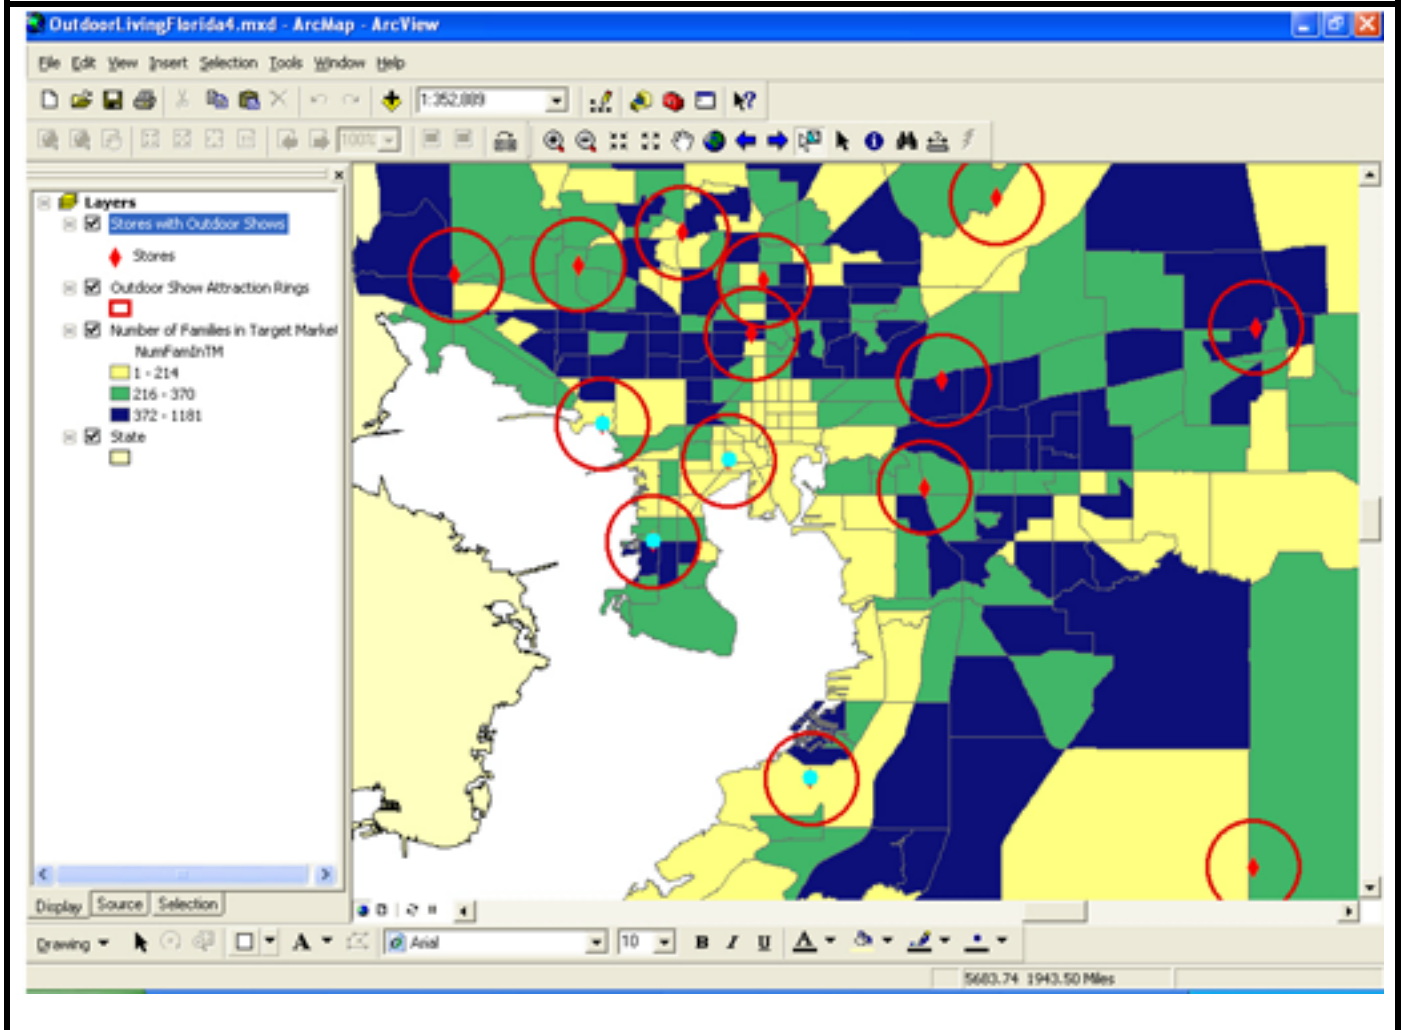 OutdoorLivingFlorida4.mxd - ArcMap - ArcView
File Edit View Insert Selection Tools Window Help
1:352,889
100%
Layers
Stores with Outdoor Shows
Stores
Outdoor Show Attraction Rings
Number of Families in Target Market
NumFamInTM
1 - 214
216 - 370
372 - 1181
State
Display Source Selection
Drawing A Arial 10 B I U A
5683.74 1943.50 Miles